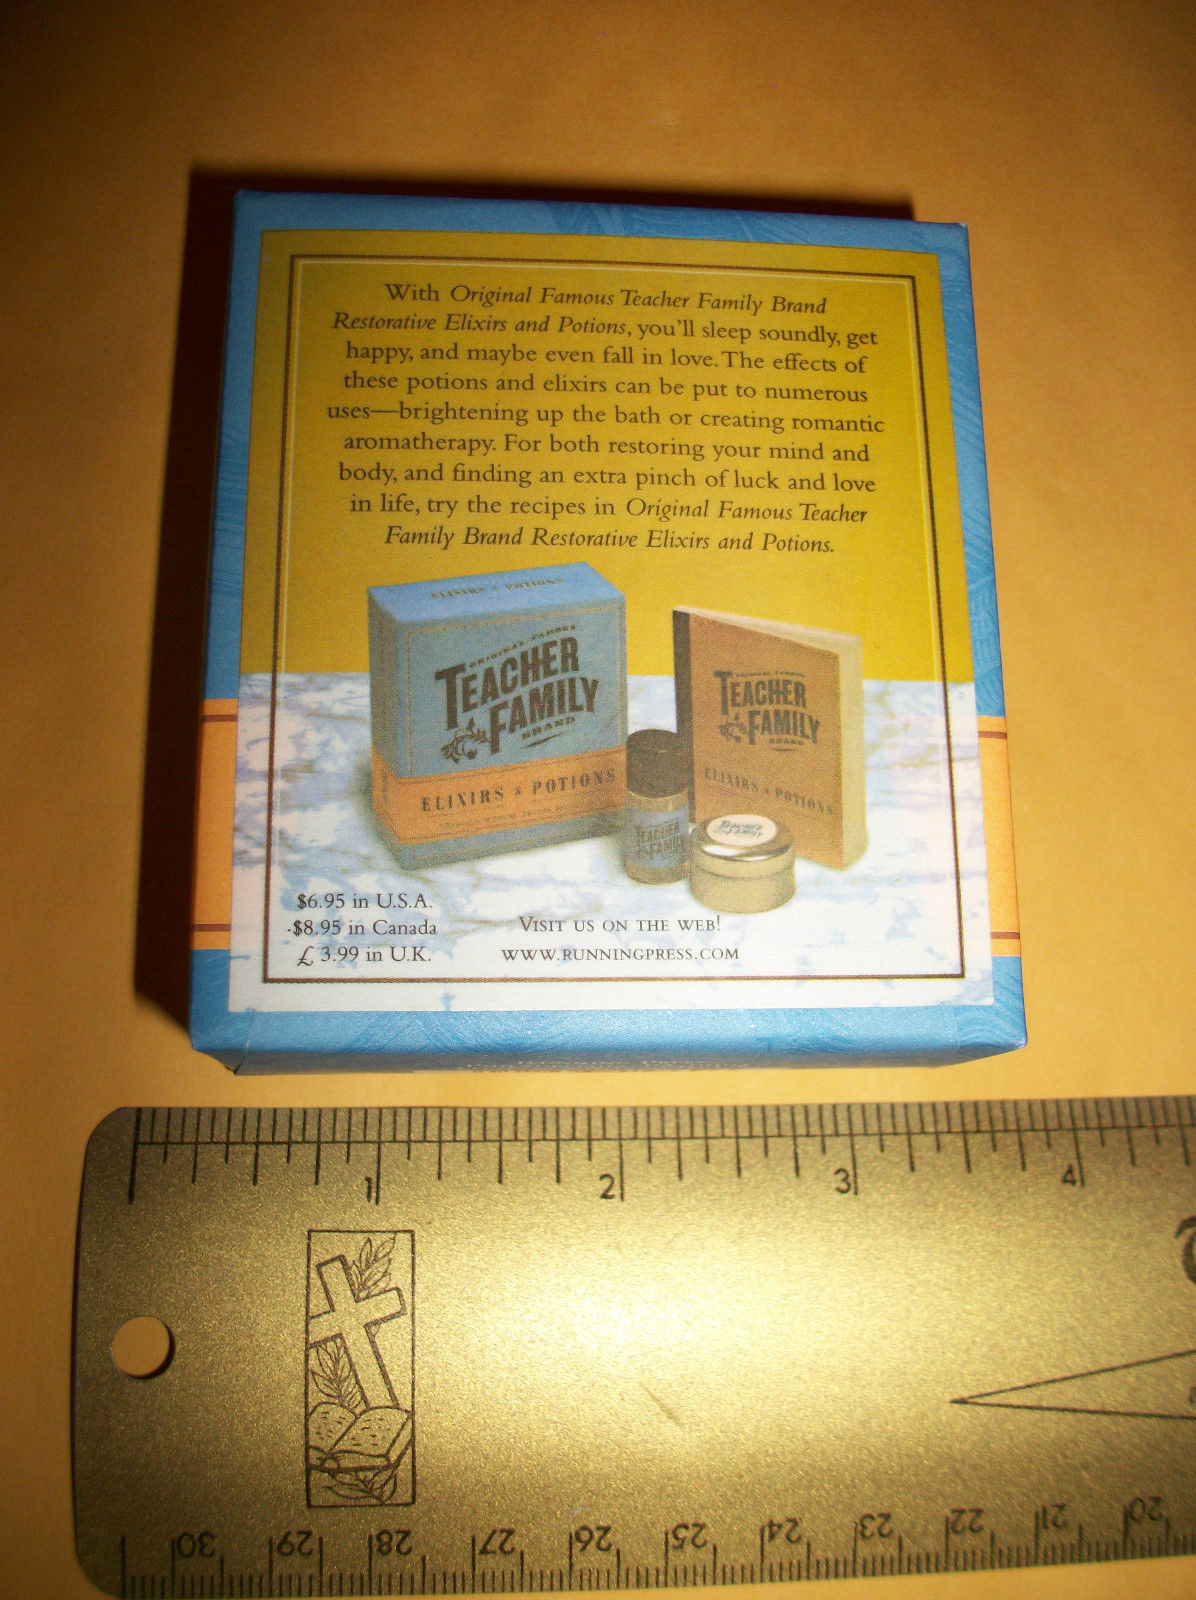 With Original Famous Teacher Family Brand
Restorative Elixirs and Potions, you'll sleep soundly, get
happy, and maybe even fall in love. The effects of
these potions and elixirs can be put to numerous
uses—brightening up the bath or creating romantic
aromatherapy. For both restoring your mind and
body, and finding an extra pinch of luck and love
in life, try the recipes in Original Famous Teacher
Family Brand Restorative Elixirs and Potions.
ELIXIRS & POTIONS
ORIGINAL FAMOUS
TEACHER
FAMILY
BRAND
ELIXIRS & POTIONS
TEACHER
FAMILY
BRAND
ELIXIRS & POTIONS
TEACHER
FAMILY
TEACHER
FAMILY
$6.95 in U.S.A.
$8.95 in Canada
£ 3.99 in U.K.
VISIT US ON THE WEB!
WWW.RUNNINGPRESS.COM
1 2 3 4
30 29 28 27 26 25 24 23 22 21 20